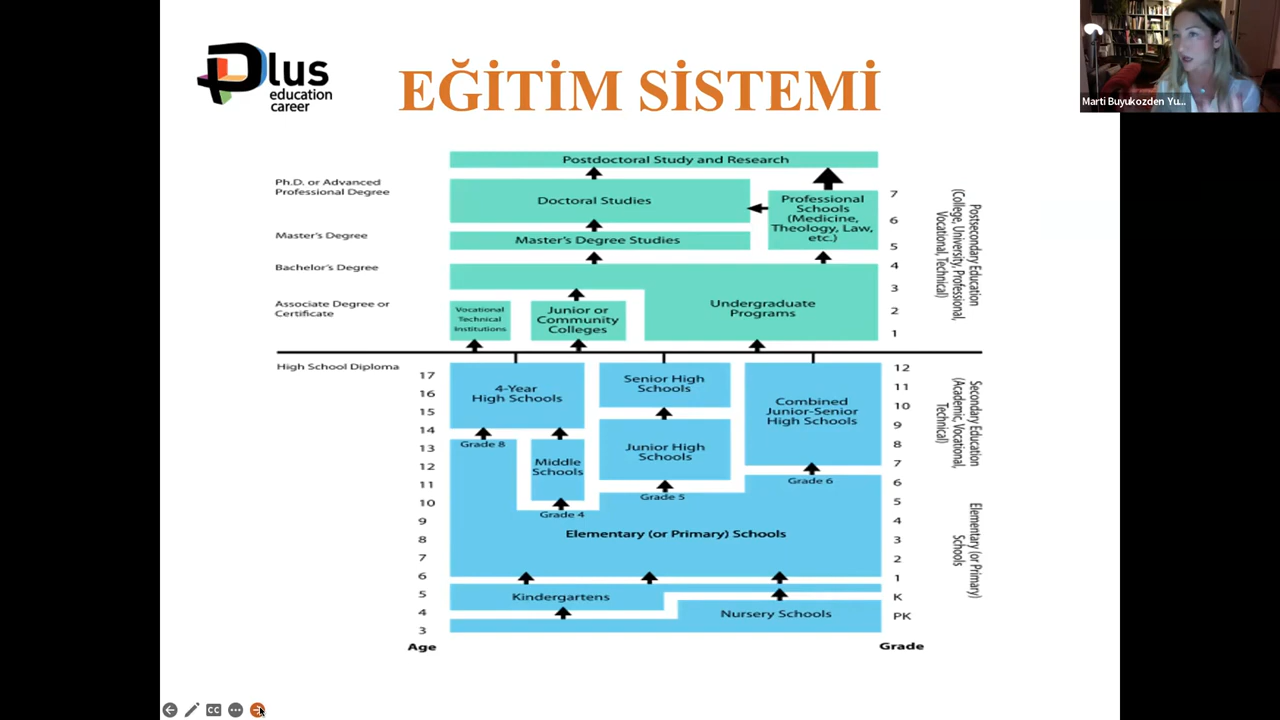 Plus
education
career
EĞİTİM SİSTEMİ
Marti Buyukozden Yu...
Postdoctoral Study and Research
Ph.D. or Advanced
Professional Degree
Doctoral Studies
Professional
Schools
(Medicine,
Theology, Law,
etc.)
Master's Degree
Master's Degree Studies
Bachelor's Degree
Associate Degree or
Certificate
Vocational
Technical
Institutions
Junior or
Community
Colleges
Undergraduate
Programs
7
6
5
4
3
2
1
Postsecondary Education
(College, University, Professional,
Vocational, Technical)
High School Diploma
17
16
15
14
13
12
11
10
9
8
7
6
5
4
3
Age
4-Year
High Schools
Senior High
Schools
Combined
Junior-Senior
High Schools
Grade 8
Middle
Schools
Junior High
Schools
Grade 4
Grade 5
Grade 6
Elementary (or Primary) Schools
Kindergartens
Nursery Schools
12
11
10
9
8
7
6
5
4
3
2
1
K
PK
Grade
Secondary Education
(Academic, Vocational,
Technical)
Elementary (or Primary)
Schools
CC